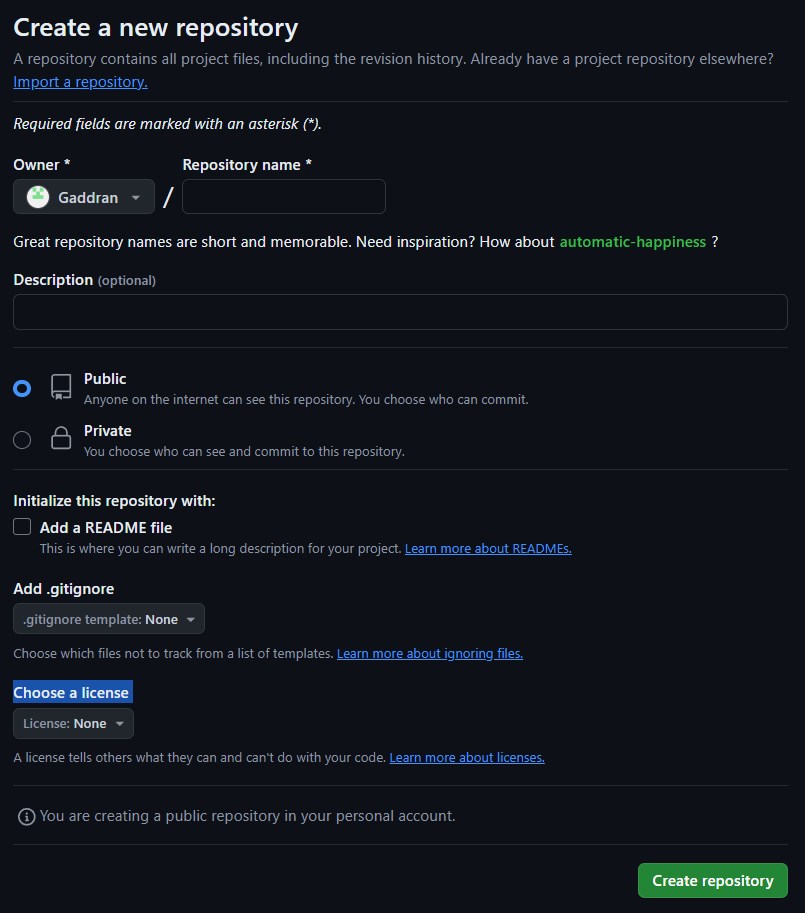 Create a new repository
A repository contains all project files, including the revision history. Already have a project repository elsewhere?
Import a repository.
Required fields are marked with an asterisk (*).
Owner * Repository name *
Gaddran /
Great repository names are short and memorable. Need inspiration? How about automatic-happiness ?
Description (optional)
Public
Anyone on the internet can see this repository. You choose who can commit.
Private
You choose who can see and commit to this repository.
Initialize this repository with:
Add a README file
This is where you can write a long description for your project. Learn more about READMEs.
Add .gitignore
.gitignore template: None
Choose which files not to track from a list of templates. Learn more about ignoring files.
Choose a license
License: None
A license tells others what they can and can't do with your code. Learn more about licenses.
You are creating a public repository in your personal account.
Create repository